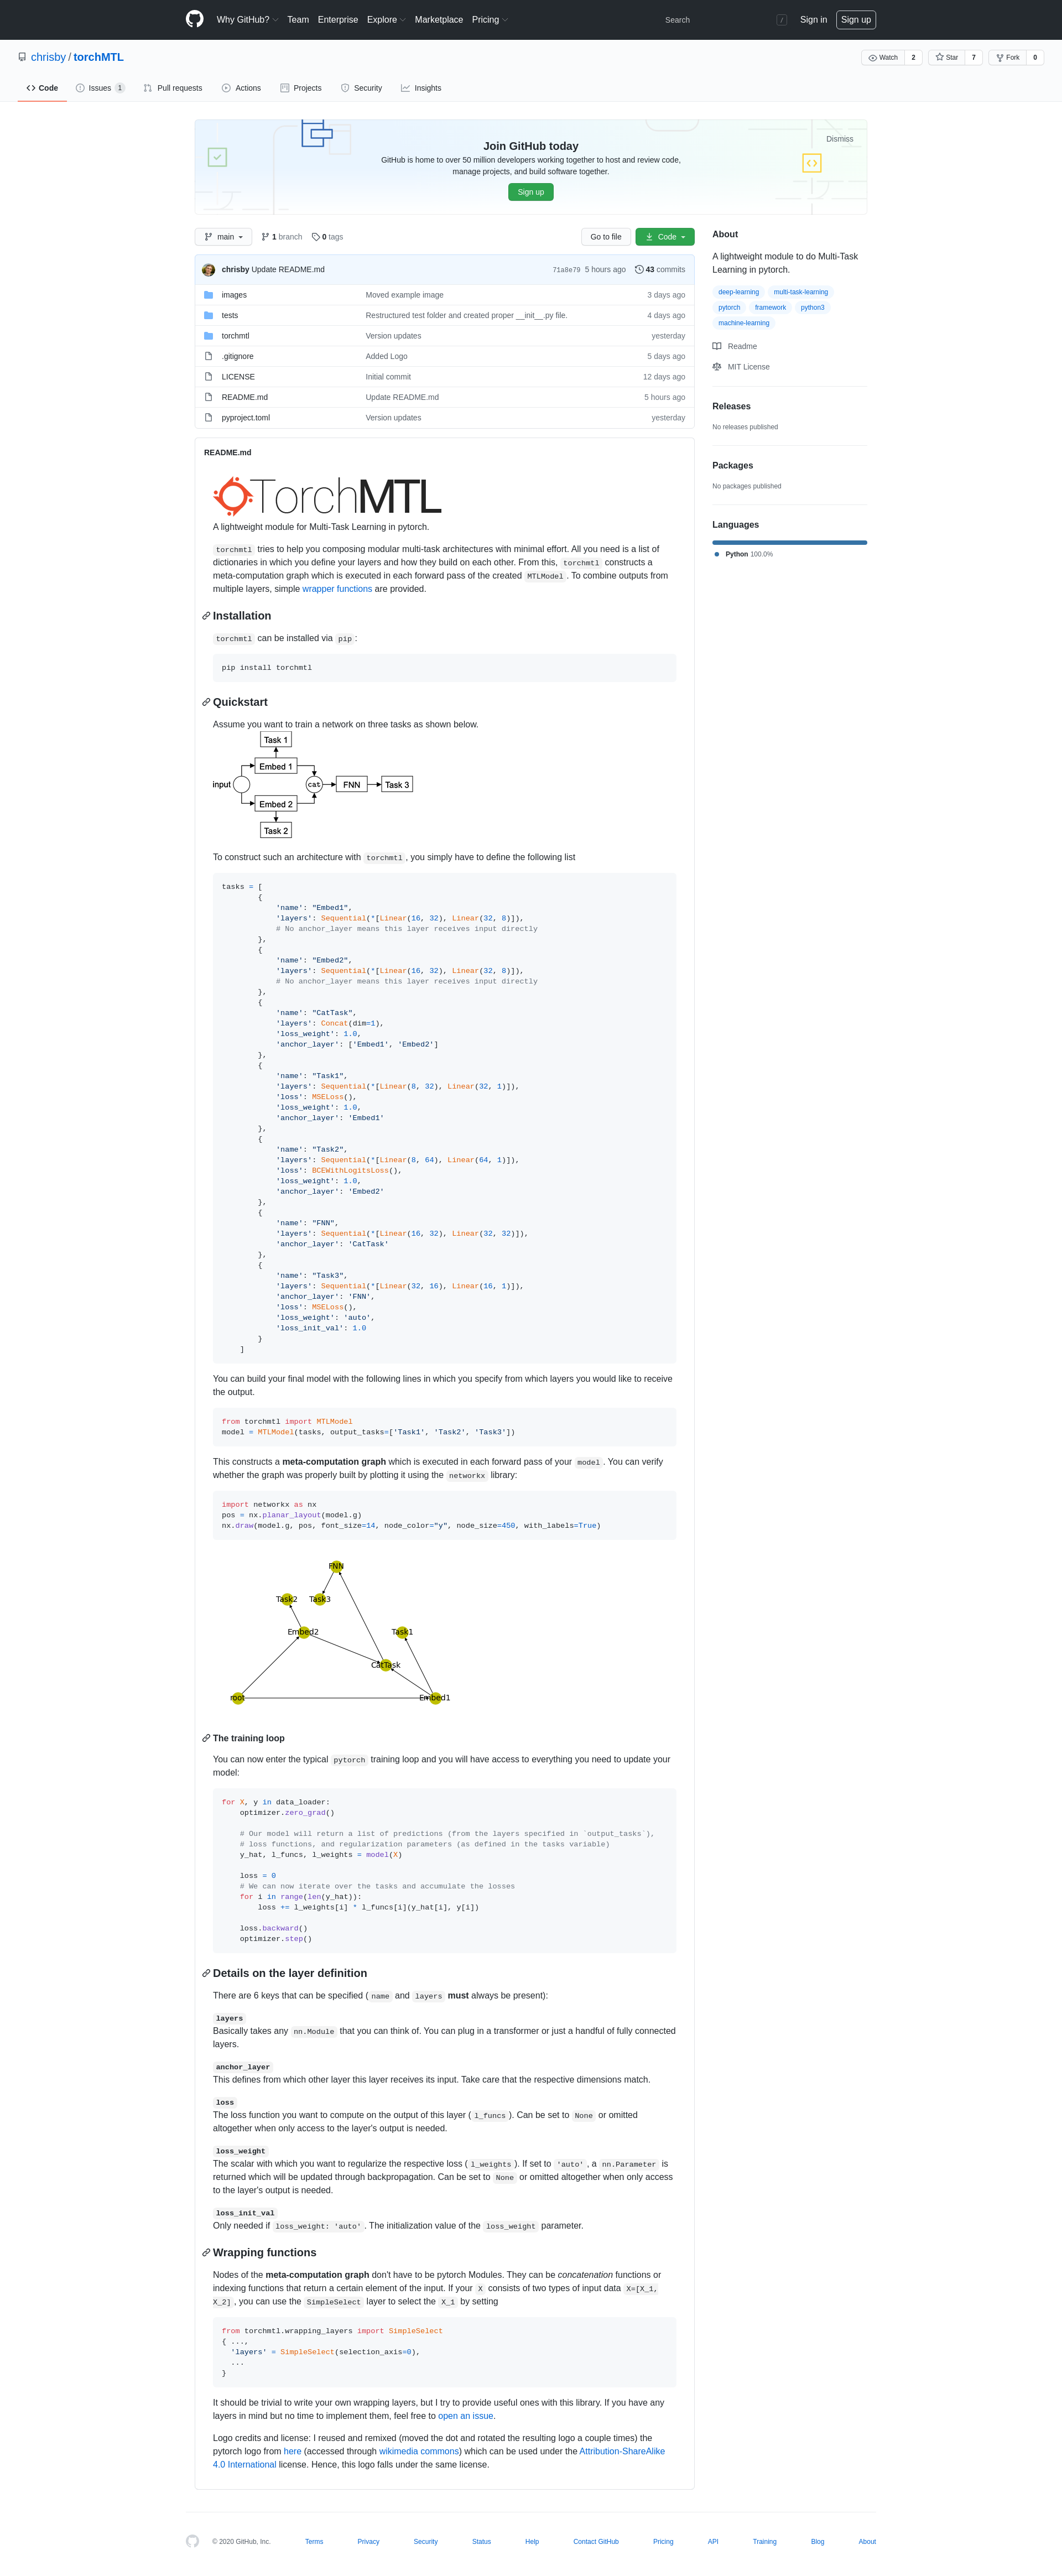 Why GitHub? Team Enterprise Explore Marketplace Pricing Search / Sign in Sign up
chrisby / torchMTL Watch 2 Star 7 Fork 0
Code Issues 1 Pull requests Actions Projects Security Insights
Dismiss
Join GitHub today
GitHub is home to over 50 million developers working together to host and review code,
manage projects, and build software together.
Sign up
main 1 branch 0 tags Go to file Code
chrisby Update README.md 71a8e79 5 hours ago 43 commits
images Moved example image 3 days ago
tests Restructured test folder and created proper __init__.py file. 4 days ago
torchmtl Version updates yesterday
.gitignore Added Logo 5 days ago
LICENSE Initial commit 12 days ago
README.md Update README.md 5 hours ago
pyproject.toml Version updates yesterday
README.md
TorchMTL
A lightweight module for Multi-Task Learning in pytorch.
torchmtl tries to help you composing modular multi-task architectures with minimal effort. All you need is a list of
dictionaries in which you define your layers and how they build on each other. From this, torchmtl constructs a
meta-computation graph which is executed in each forward pass of the created MTLModel. To combine outputs from
multiple layers, simple wrapper functions are provided.
Installation
torchmtl can be installed via pip:
pip install torchmtl
Quickstart
Assume you want to train a network on three tasks as shown below.
Task 1
Embed 1
input cat FNN Task 3
Embed 2
Task 2
To construct such an architecture with torchmtl, you simply have to define the following list
tasks = [
        {
            'name': "Embed1",
            'layers': Sequential(*[Linear(16, 32), Linear(32, 8)]),
            # No anchor_layer means this layer receives input directly
        },
        {
            'name': "Embed2",
            'layers': Sequential(*[Linear(16, 32), Linear(32, 8)]),
            # No anchor_layer means this layer receives input directly
        },
        {
            'name': "CatTask",
            'layers': Concat(dim=1),
            'loss_weight': 1.0,
            'anchor_layer': ['Embed1', 'Embed2']
        },
        {
            'name': "Task1",
            'layers': Sequential(*[Linear(8, 32), Linear(32, 1)]),
            'loss': MSELoss(),
            'loss_weight': 1.0,
            'anchor_layer': 'Embed1'
        },
        {
            'name': "Task2",
            'layers': Sequential(*[Linear(8, 64), Linear(64, 1)]),
            'loss': BCEWithLogitsLoss(),
            'loss_weight': 1.0,
            'anchor_layer': 'Embed2'
        },
        {
            'name': "FNN",
            'layers': Sequential(*[Linear(16, 32), Linear(32, 32)]),
            'anchor_layer': 'CatTask'
        },
        {
            'name': "Task3",
            'layers': Sequential(*[Linear(32, 16), Linear(16, 1)]),
            'anchor_layer': 'FNN',
            'loss': MSELoss(),
            'loss_weight': 'auto',
            'loss_init_val': 1.0
        }
    ]
You can build your final model with the following lines in which you specify from which layers you would like to receive
the output.
from torchmtl import MTLModel
model = MTLModel(tasks, output_tasks=['Task1', 'Task2', 'Task3'])
This constructs a meta-computation graph which is executed in each forward pass of your model. You can verify
whether the graph was properly built by plotting it using the networkx library:
import networkx as nx
pos = nx.planar_layout(model.g)
nx.draw(model.g, pos, font_size=14, node_color="y", node_size=450, with_labels=True)
FNN
Task2 Task3
Embed2 Task1
CatTask
root Embed1
The training loop
You can now enter the typical pytorch training loop and you will have access to everything you need to update your
model:
for X, y in data_loader:
    optimizer.zero_grad()
    # Our model will return a list of predictions (from the layers specified in `output_tasks`),
    # loss functions, and regularization parameters (as defined in the tasks variable)
    y_hat, l_funcs, l_weights = model(X)
    loss = 0
    # We can now iterate over the tasks and accumulate the losses
    for i in range(len(y_hat)):
        loss += l_weights[i] * l_funcs[i](y_hat[i], y[i])
    loss.backward()
    optimizer.step()
Details on the layer definition
There are 6 keys that can be specified (name and layers must always be present):
layers
Basically takes any nn.Module that you can think of. You can plug in a transformer or just a handful of fully connected
layers.
anchor_layer
This defines from which other layer this layer receives its input. Take care that the respective dimensions match.
loss
The loss function you want to compute on the output of this layer (l_funcs). Can be set to None or omitted
altogether when only access to the layer's output is needed.
loss_weight
The scalar with which you want to regularize the respective loss (l_weights). If set to 'auto', a nn.Parameter is
returned which will be updated through backpropagation. Can be set to None or omitted altogether when only access
to the layer's output is needed.
loss_init_val
Only needed if loss_weight: 'auto'. The initialization value of the loss_weight parameter.
Wrapping functions
Nodes of the meta-computation graph don't have to be pytorch Modules. They can be concatenation functions or
indexing functions that return a certain element of the input. If your X consists of two types of input data X=[X_1,
X_2], you can use the SimpleSelect layer to select the X_1 by setting
from torchmtl.wrapping_layers import SimpleSelect
{ ...,
  'layers' = SimpleSelect(selection_axis=0),
  ...
}
It should be trivial to write your own wrapping layers, but I try to provide useful ones with this library. If you have any
layers in mind but no time to implement them, feel free to open an issue.
Logo credits and license: I reused and remixed (moved the dot and rotated the resulting logo a couple times) the
pytorch logo from here (accessed through wikimedia commons) which can be used under the Attribution-ShareAlike
4.0 International license. Hence, this logo falls under the same license.
About
A lightweight module to do Multi-Task
Learning in pytorch.
deep-learning multi-task-learning
pytorch framework python3
machine-learning
Readme
MIT License
Releases
No releases published
Packages
No packages published
Languages
Python 100.0%
© 2020 GitHub, Inc. Terms Privacy Security Status Help Contact GitHub Pricing API Training Blog About